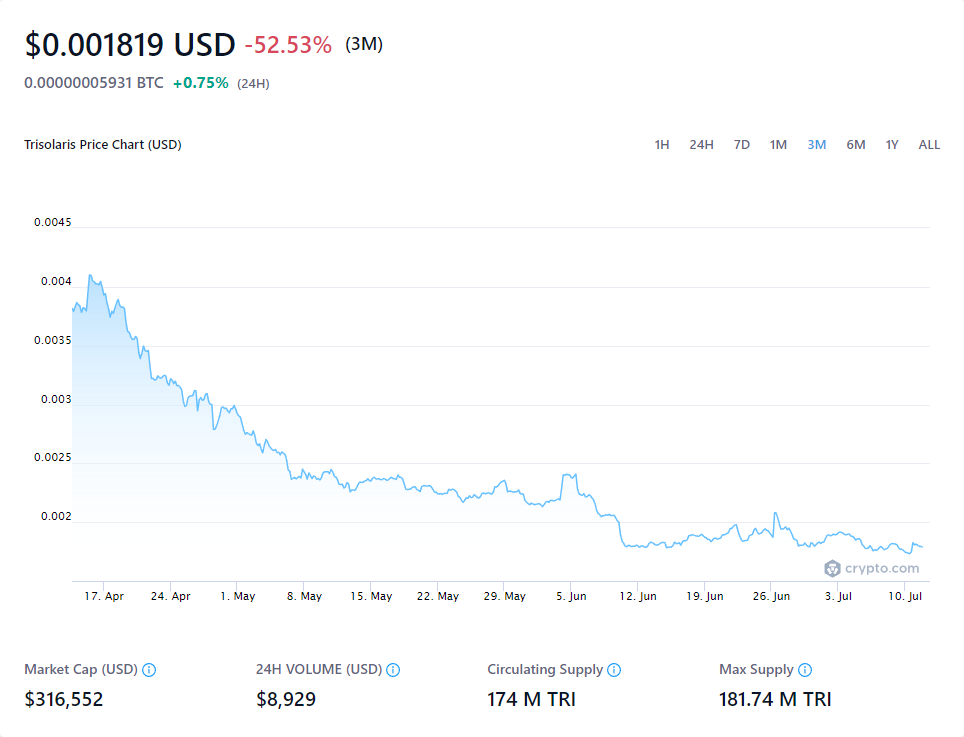 $0.001819 USD -52.53% (3M)
0.00000005931 BTC +0.75% (24H)
Trisolaris Price Chart (USD) 1H 24H 7D 1M 3M 6M 1Y ALL
0.0045
0.004
0.0035
0.003
0.0025
0.002
crypto.com
17. Apr 24. Apr 1. May 8. May 15. May 22. May 29. May 5. Jun 12. Jun 19. Jun 26. Jun 3. Jul 10. Jul
Market Cap (USD) 24H VOLUME (USD) Circulating Supply Max Supply
$316,552 $8,929 174 M TRI 181.74 M TRI